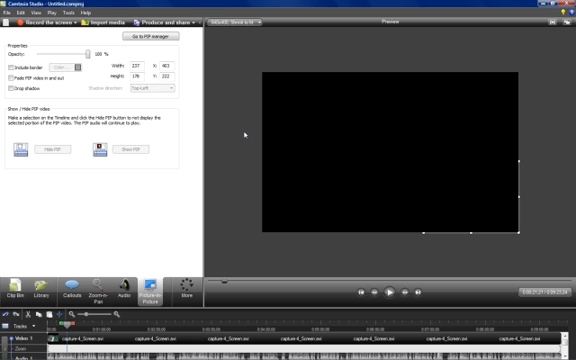 Camtasia Studio - Untitled.camproj
File Edit View Play Tools Help
Record the screen Import media Produce and share
Preview
Go to PIP manager
Properties
Opacity: 100 %
Include border Color... Width: 237 X: 403
Fade PIP video in and out Height: 176 Y: 222
Drop shadow Shadow direction: Top-Left
Show / Hide PIP video
Make a selection on the Timeline and click the Hide PIP button to not display the
selected portion of the PIP video. The PIP audio will continue to play.
Hide PIP Show PIP
Clip Bin Library Callouts Zoom-n-Pan Audio Picture-in-Picture More
Tracks
Video 1 capture-4_Screen.avi capture-4_Screen.avi capture-4_Screen.avi capture-4_Screen.avi capture-4_Screen.avi capture-4_Screen.avi capture-4_Screen.avi
Zoom
Audio 1